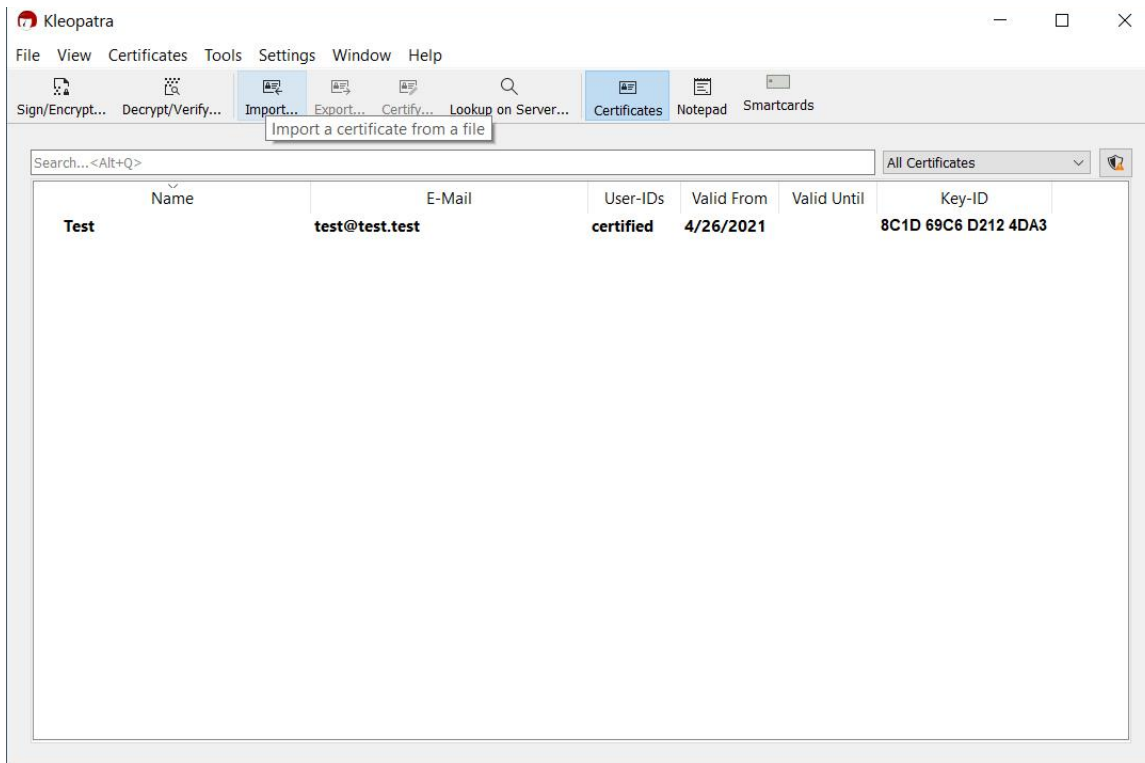 Kleopatra
File View Certificates Tools Settings Window Help
Sign/Encrypt... Decrypt/Verify... Import... Export... Certify... Lookup on Server... Certificates Notepad Smartcards
Import a certificate from a file
Search...<Alt+Q> All Certificates
Name E-Mail User-IDs Valid From Valid Until Key-ID
Test test@test.test certified 4/26/2021 8C1D 69C6 D212 4DA3